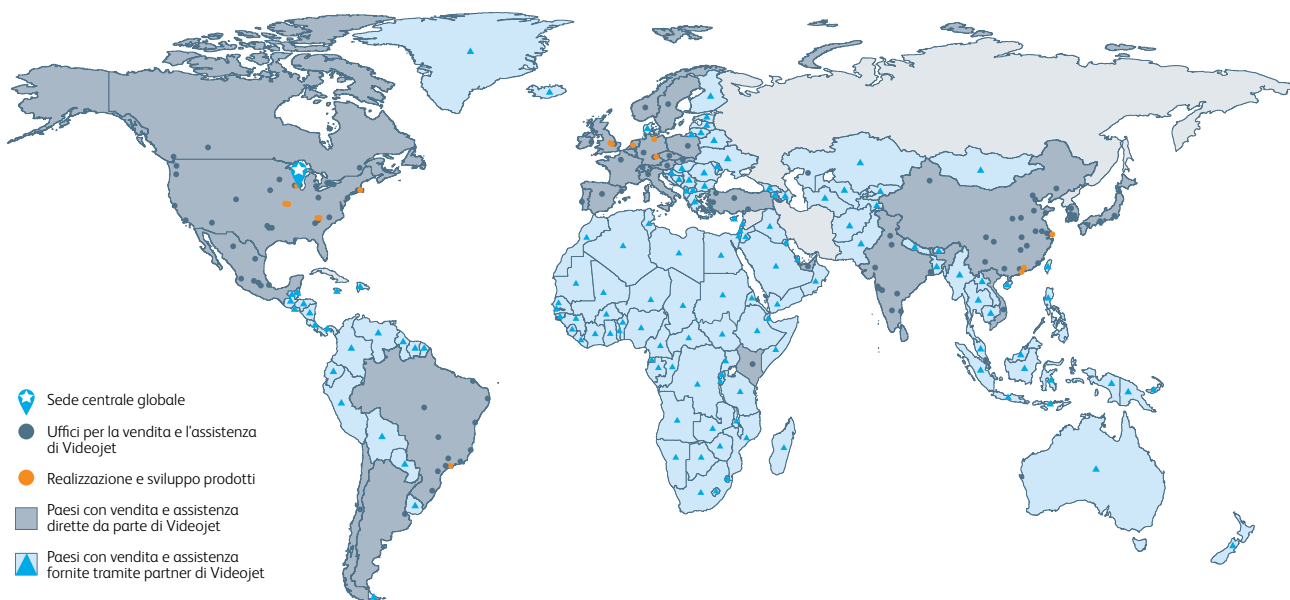 Sede centrale globale
Uffici per la vendita e l'assistenza
di Videojet
Realizzazione e sviluppo prodotti
Paesi con vendita e assistenza
dirette da parte di Videojet
Paesi con vendita e assistenza
fornite tramite partner di Videojet